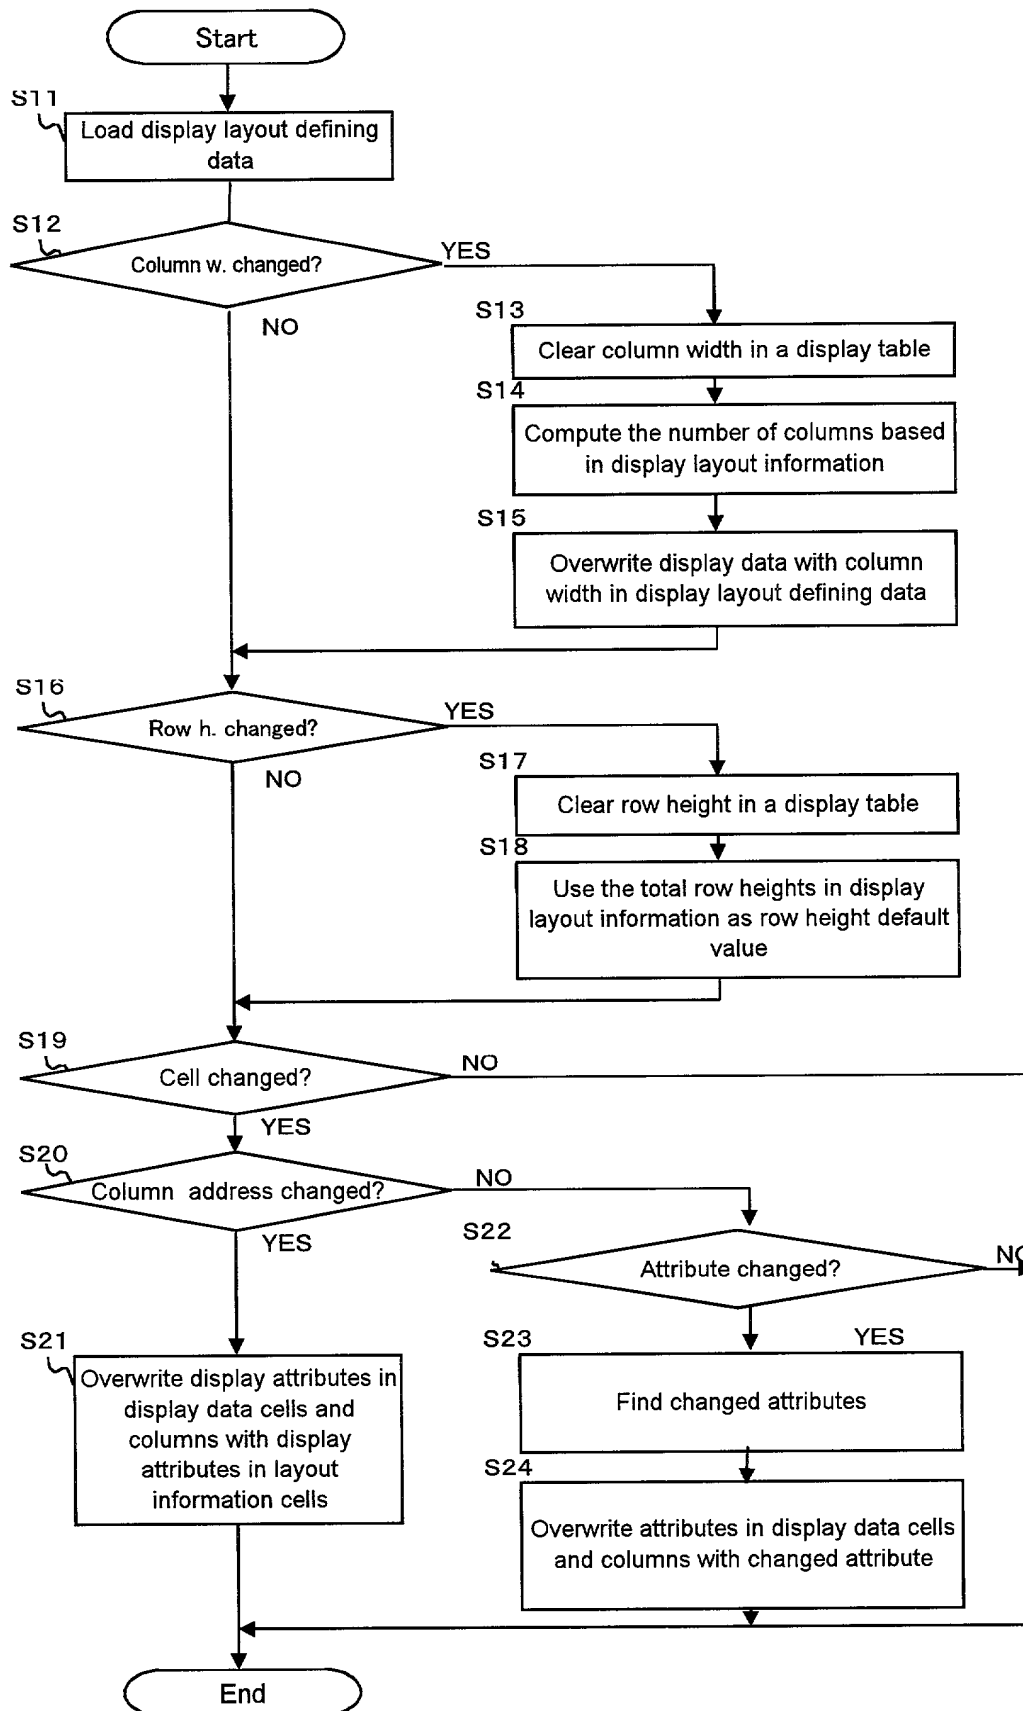 Start
S11
Load display layout defining
data
S12
Column w. changed?
YES
NO
S13
Clear column width in a display table
S14
Compute the number of columns based
in display layout information
S15
Overwrite display data with column
width in display layout defining data
S16
Row h. changed?
YES
NO
S17
Clear row height in a display table
S18
Use the total row heights in display
layout information as row height default
value
S19
Cell changed?
NO
YES
S20
Column address changed?
NO
YES
S22
Attribute changed?
NO
YES
S21
Overwrite display attributes in
display data cells and
columns with display
attributes in layout
information cells
S23
Find changed attributes
S24
Overwrite attributes in display data cells
and columns with changed attribute
End